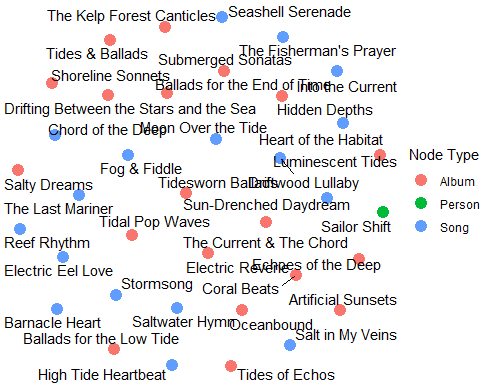 The Kelp Forest Canticles
Seashell Serenade
Tides & Ballads
The Fisherman's Prayer
Submerged Sonatas
Shoreline Sonnets
Ballads for the End of Time
Into the Current
Drifting Between the Stars and the Sea
Hidden Depths
Chord of the Deep
Moon Over the Tide
Heart of the Habitat
Luminescent Tides
Fog & Fiddle
Salty Dreams
Tidesworn Ballads
Driftwood Lullaby
The Last Mariner
Sun-Drenched Daydream
Tidal Pop Waves
Sailor Shift
Reef Rhythm
The Current & The Chord
Electric Eel Love
Electric Reverie
Echoes of the Deep
Stormsong
Coral Beats
Artificial Sunsets
Barnacle Heart
Saltwater Hymn
Oceanbound
Ballads for the Low Tide
Salt in My Veins
High Tide Heartbeat
Tides of Echos
Node Type
Album
Person
Song